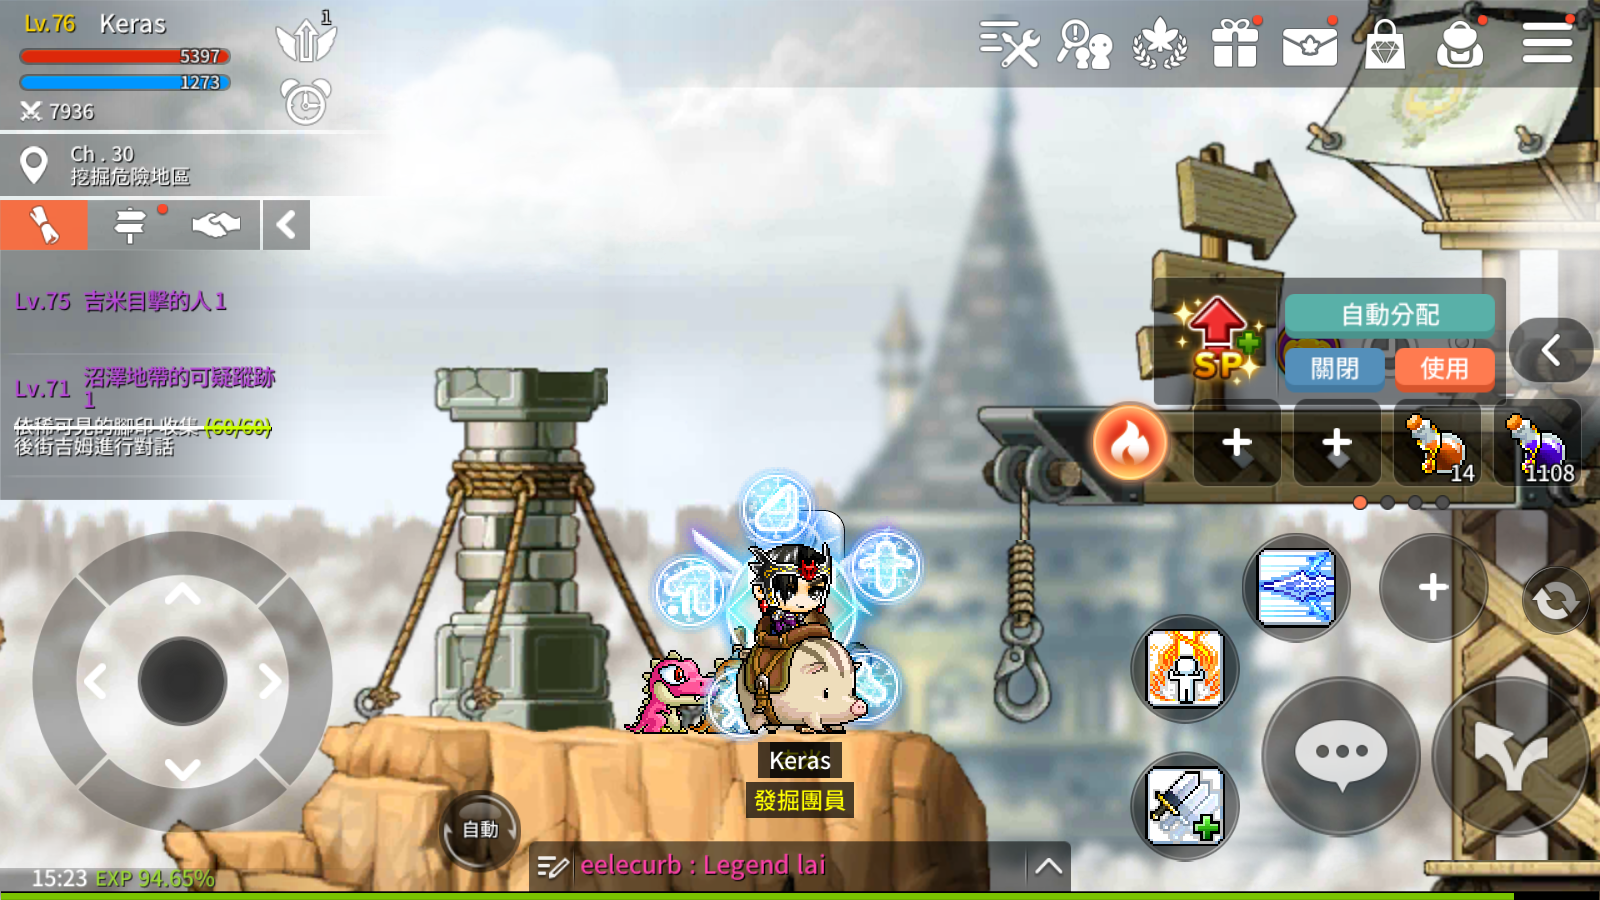 Lv.76 Keras
1
5397
1273
7936
Ch . 30
挖掘危險地區
Lv.75 吉米目擊的人 1
Lv.71 沼澤地帶的可疑蹤跡
1
依稀可見的腳印 收集 (60/60)
後街吉姆進行對話
自動分配
SP
關閉 使用
14
1108
Keras
發掘團員
自動
eelecurb : Legend lai
15:23 EXP 94.65%